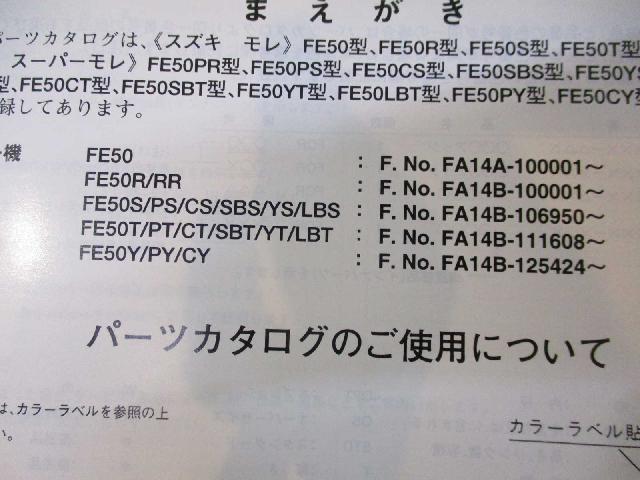 まえがき
パーツカタログは、《スズキ モレ》FE50型、FE50R型、FE50S型、FE50T型
スーパーモレ》FE50PR型、FE50PS型、FE50CS型、FE50SBS型、FE50YS
型、FE50CT型、FE50SBT型、FE50YT型、FE50LBT型、FE50PY型、FE50CY型
録してあります。
機 FE50 : F. No. FA14A-100001～
FE50R/RR : F. No. FA14B-100001～
FE50S/PS/CS/SBS/YS/LBS : F. No. FA14B-106950～
FE50T/PT/CT/SBT/YT/LBT : F. No. FA14B-111608～
FE50Y/PY/CY : F. No. FA14B-125424～
パーツカタログのご使用について
は、カラーラベルを参照の上
い。
カラーラベル貼